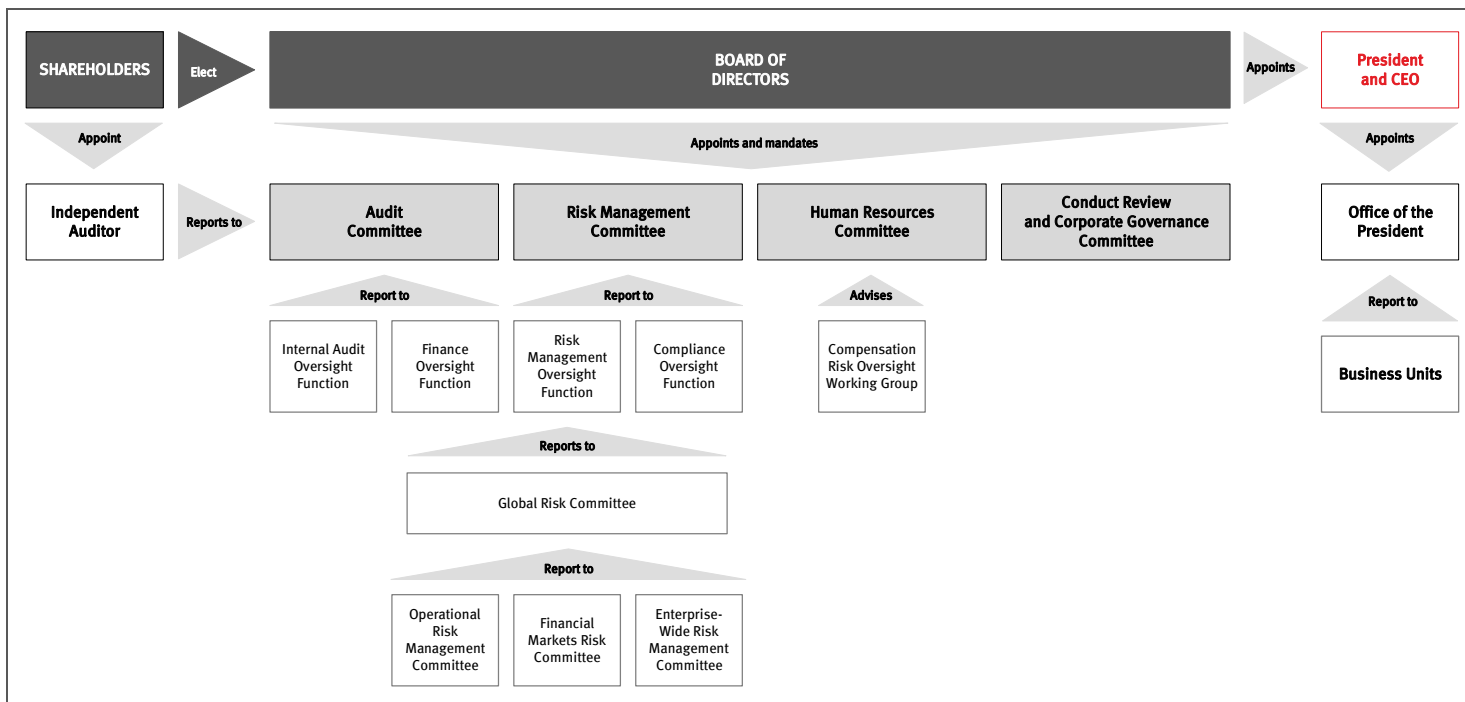 SHAREHOLDERS
Elect
BOARD OF
DIRECTORS
Appoints
President
and CEO
Appoint
Appoints and mandates
Appoints
Independent
Auditor
Reports to
Audit
Committee
Risk Management
Committee
Human Resources
Committee
Conduct Review
and Corporate Governance
Committee
Office of the
President
Report to
Report to
Advises
Report to
Internal Audit
Oversight
Function
Finance
Oversight
Function
Risk
Management
Oversight
Function
Compliance
Oversight
Function
Compensation
Risk Oversight
Working Group
Business Units
Reports to
Global Risk Committee
Report to
Operational
Risk
Management
Committee
Financial
Markets Risk
Committee
Enterprise-
Wide Risk
Management
Committee